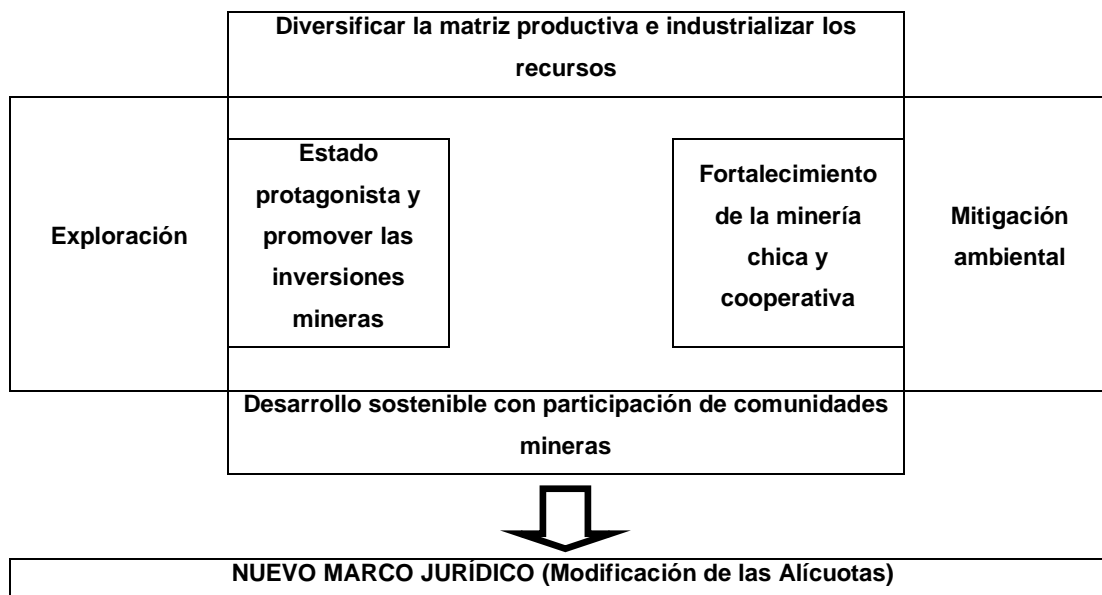 Diversificar la matriz productiva e industrializar los
recursos
Exploración
Estado
protagonista y
promover las
inversiones
mineras
Fortalecimiento
de la minería
chica y
cooperativa
Mitigación
ambiental
Desarrollo sostenible con participación de comunidades
mineras
NUEVO MARCO JURÍDICO (Modificación de las Alícuotas)